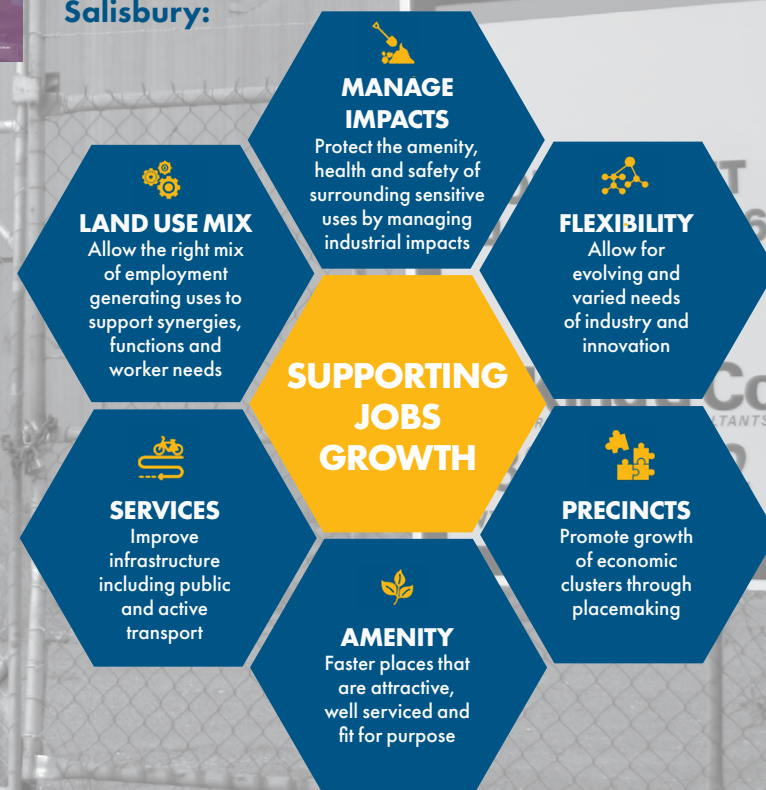 Salisbury:
MANAGE
IMPACTS
Protect the amenity,
health and safety of
surrounding sensitive
uses by managing
industrial impacts
LAND USE MIX
Allow the right mix
of employment
generating uses to
support synergies,
functions and
worker needs
FLEXIBILITY
Allow for
evolving and
varied needs
of industry and
innovation
SUPPORTING
JOBS
GROWTH
SERVICES
Improve
infrastructure
including public
and active
transport
PRECINCTS
Promote growth
of economic
clusters through
placemaking
AMENITY
Faster places that
are attractive,
well serviced and
fit for purpose